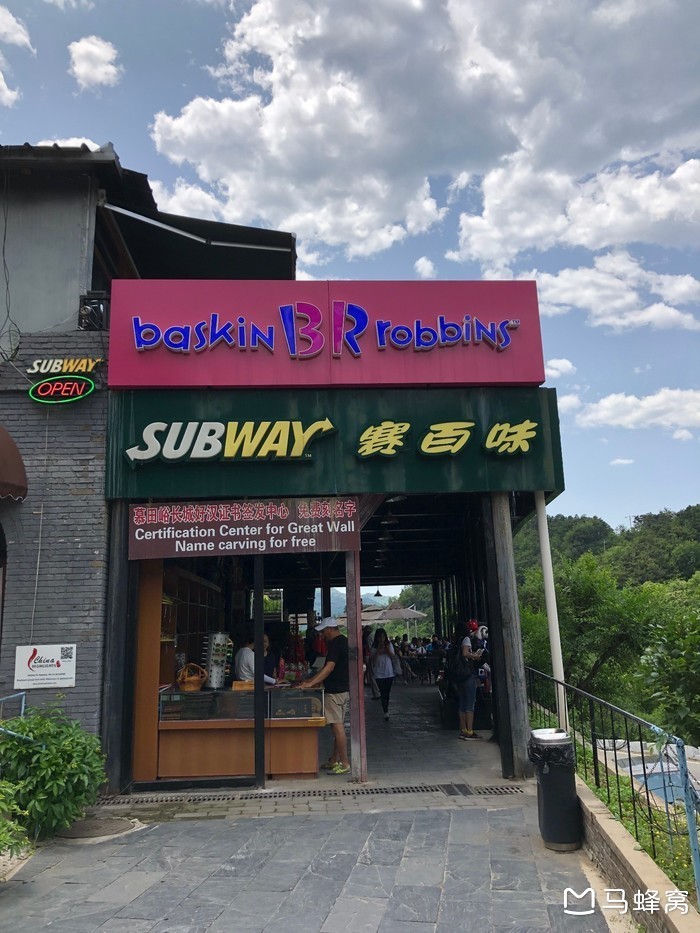 baskin BR robbins™
SUBWAY
OPEN
SUBWAY™ 赛百味
慕田峪长城好汉证书签发中心 免费刻名字
Certification Center for Great Wall
Name carving for free
China
马蜂窝